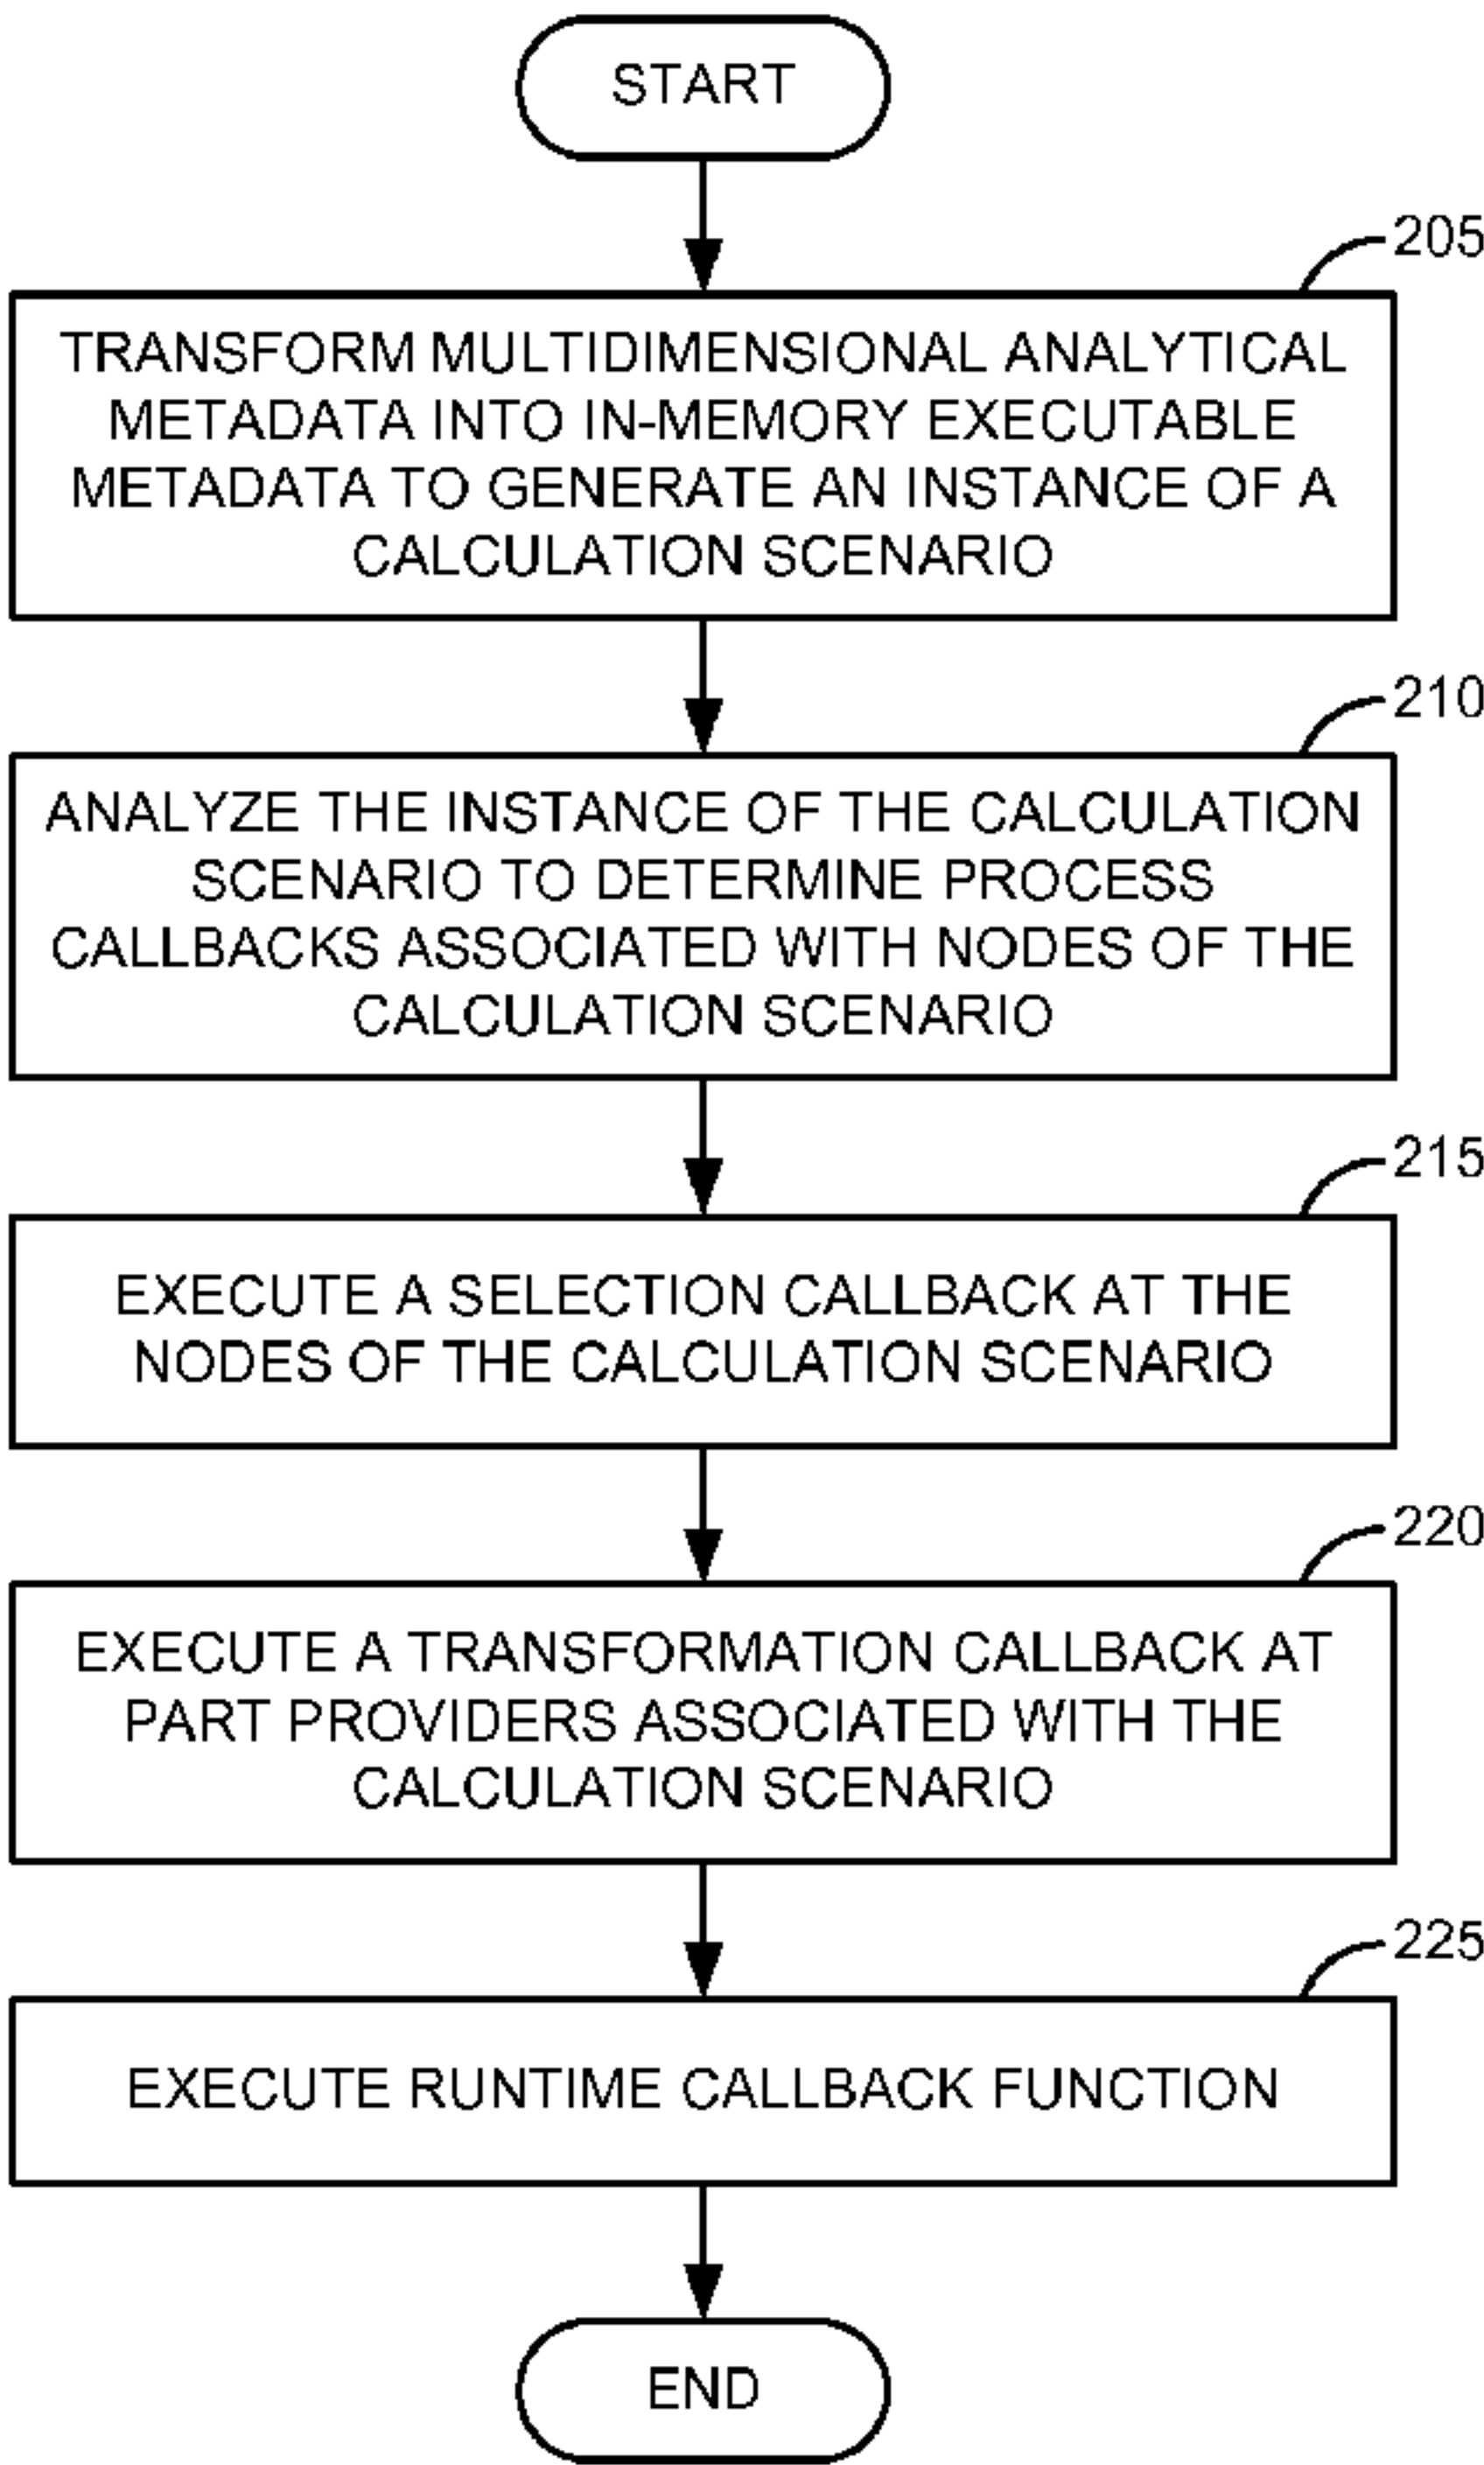 START
205
TRANSFORM MULTIDIMENSIONAL ANALYTICAL
METADATA INTO IN-MEMORY EXECUTABLE
METADATA TO GENERATE AN INSTANCE OF A
CALCULATION SCENARIO
210
ANALYZE THE INSTANCE OF THE CALCULATION
SCENARIO TO DETERMINE PROCESS
CALLBACKS ASSOCIATED WITH NODES OF THE
CALCULATION SCENARIO
215
EXECUTE A SELECTION CALLBACK AT THE
NODES OF THE CALCULATION SCENARIO
220
EXECUTE A TRANSFORMATION CALLBACK AT
PART PROVIDERS ASSOCIATED WITH THE
CALCULATION SCENARIO
225
EXECUTE RUNTIME CALLBACK FUNCTION
END